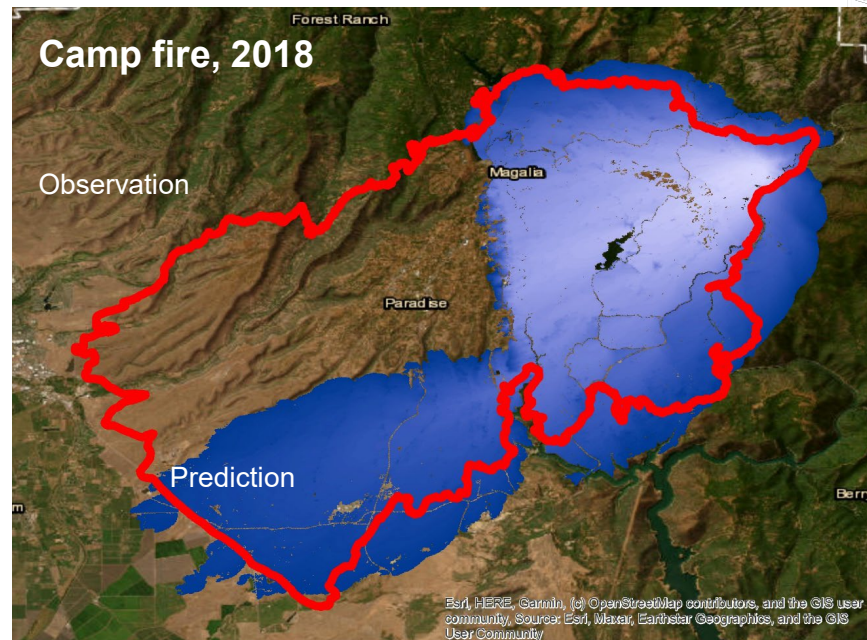 Forest Ranch
Camp fire, 2018
Observation
Magalia
Paradise
Prediction
m
Berry
Esri, HERE, Garmin, (c) OpenStreetMap contributors, and the GIS user
community, Source: Esri, Maxar, Earthstar Geographics, and the GIS
User Community